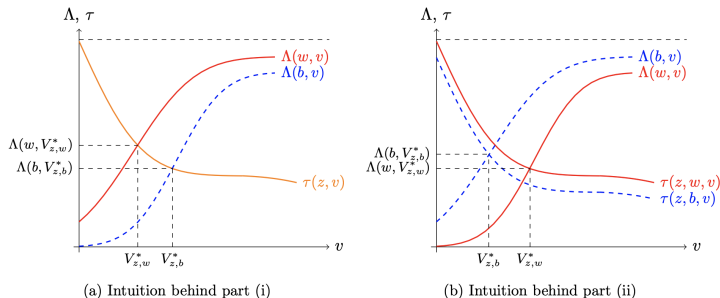 Λ, τ
Λ(w, v)
Λ(b, v)
Λ(w, V*z,w)
Λ(b, V*z,b)
τ(z, v)
V*z,w V*z,b
v
(a) Intuition behind part (i)
Λ, τ
Λ(b, v)
Λ(w, v)
Λ(b, V*z,b)
Λ(w, V*z,w)
τ(z, w, v)
τ(z, b, v)
V*z,b V*z,w
v
(b) Intuition behind part (ii)